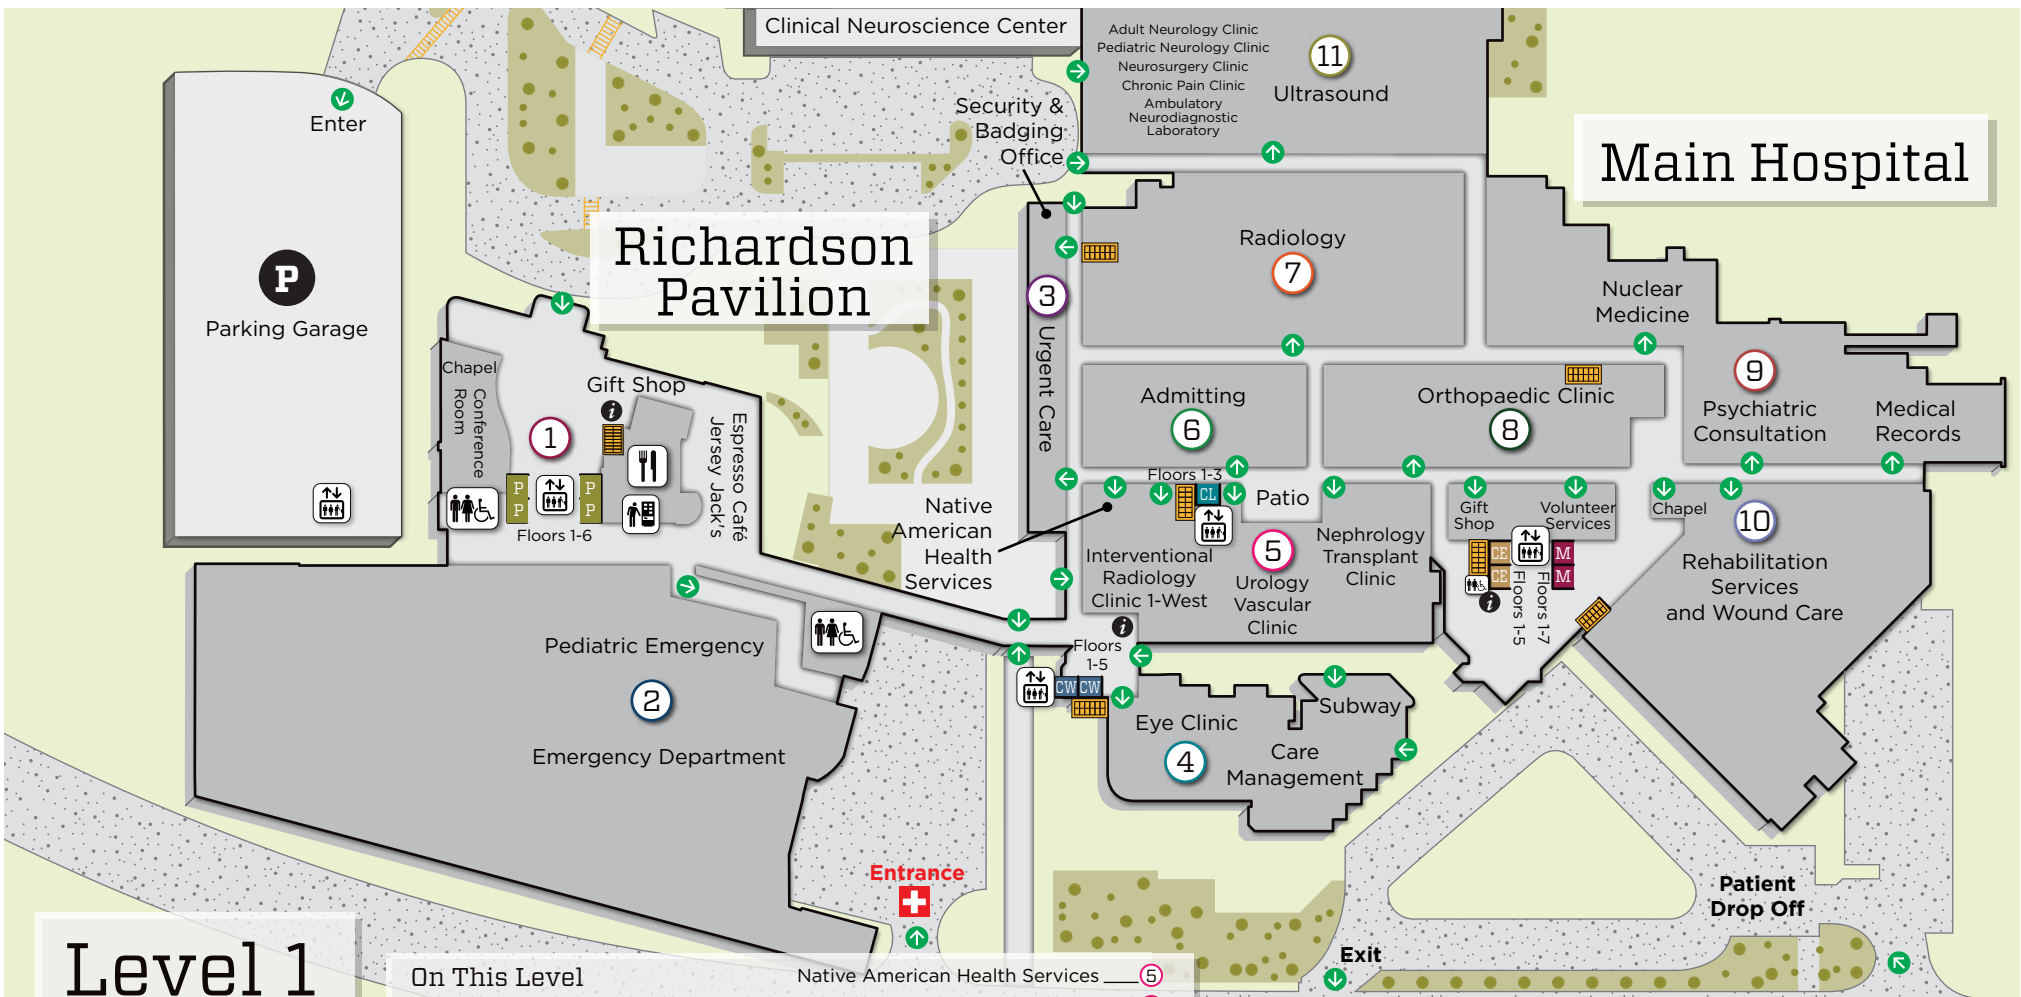 Clinical Neuroscience Center
Adult Neurology Clinic
Pediatric Neurology Clinic
Neurosurgery Clinic
Chronic Pain Clinic
Ambulatory
Neurodiagnostic
Laboratory
11
Ultrasound
Main Hospital
Enter
P
Parking Garage
Security &
Badging
Office
Richardson
Pavilion
Radiology
7
3
Urgent Care
Nuclear
Medicine
Chapel
Conference
Room
Gift Shop
i
1
Espresso Café
Jersey Jack's
P
P
P
P
Floors 1-6
Admitting
6
Orthopaedic Clinic
8
9
Psychiatric
Consultation
Medical
Records
Floors 1-3
CL
Patio
Native
American
Health
Services
Interventional
Radiology
Clinic 1-West
5
Urology
Vascular
Clinic
Nephrology
Transplant
Clinic
Gift
Shop
Volunteer
Services
CE
CE
M
M
Floors 1-5
Floors 1-7
i
Chapel
10
Rehabilitation
Services
and Wound Care
Pediatric Emergency
2
Emergency Department
i
Floors
1-5
CW CW
Eye Clinic
4
Subway
Care
Management
Entrance
Patient
Drop Off
Exit
Level 1
On This Level
Native American Health Services 5